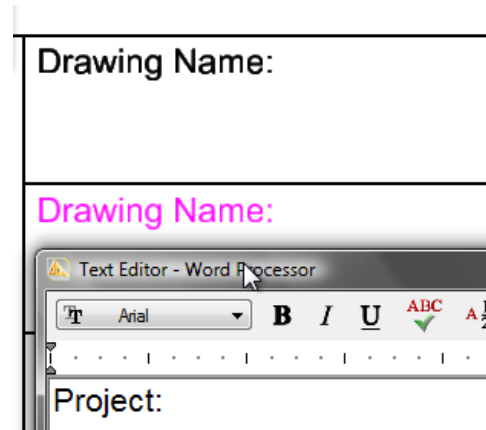 Drawing Name:
Drawing Name:
Text Editor - Word Processor
Arial B I U ABC
Project: